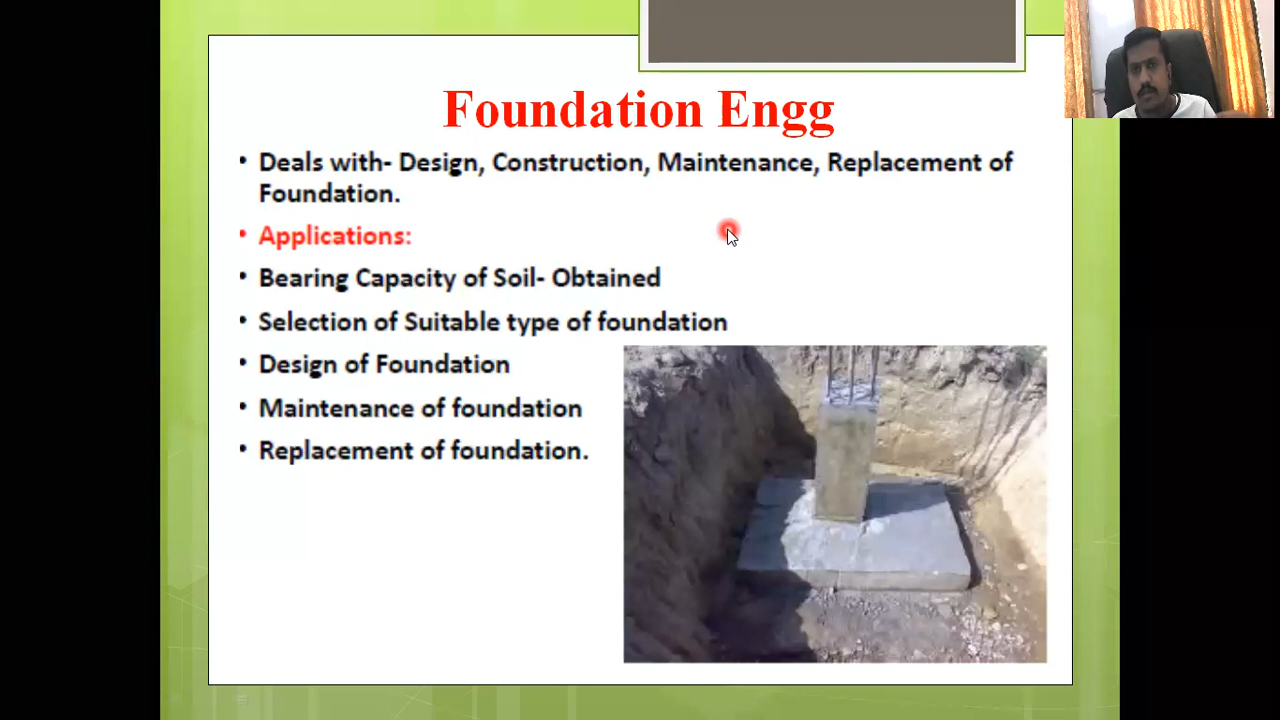 Foundation Engg
• Deals with- Design, Construction, Maintenance, Replacement of
Foundation.
• Applications:
• Bearing Capacity of Soil- Obtained
• Selection of Suitable type of foundation
• Design of Foundation
• Maintenance of foundation
• Replacement of foundation.